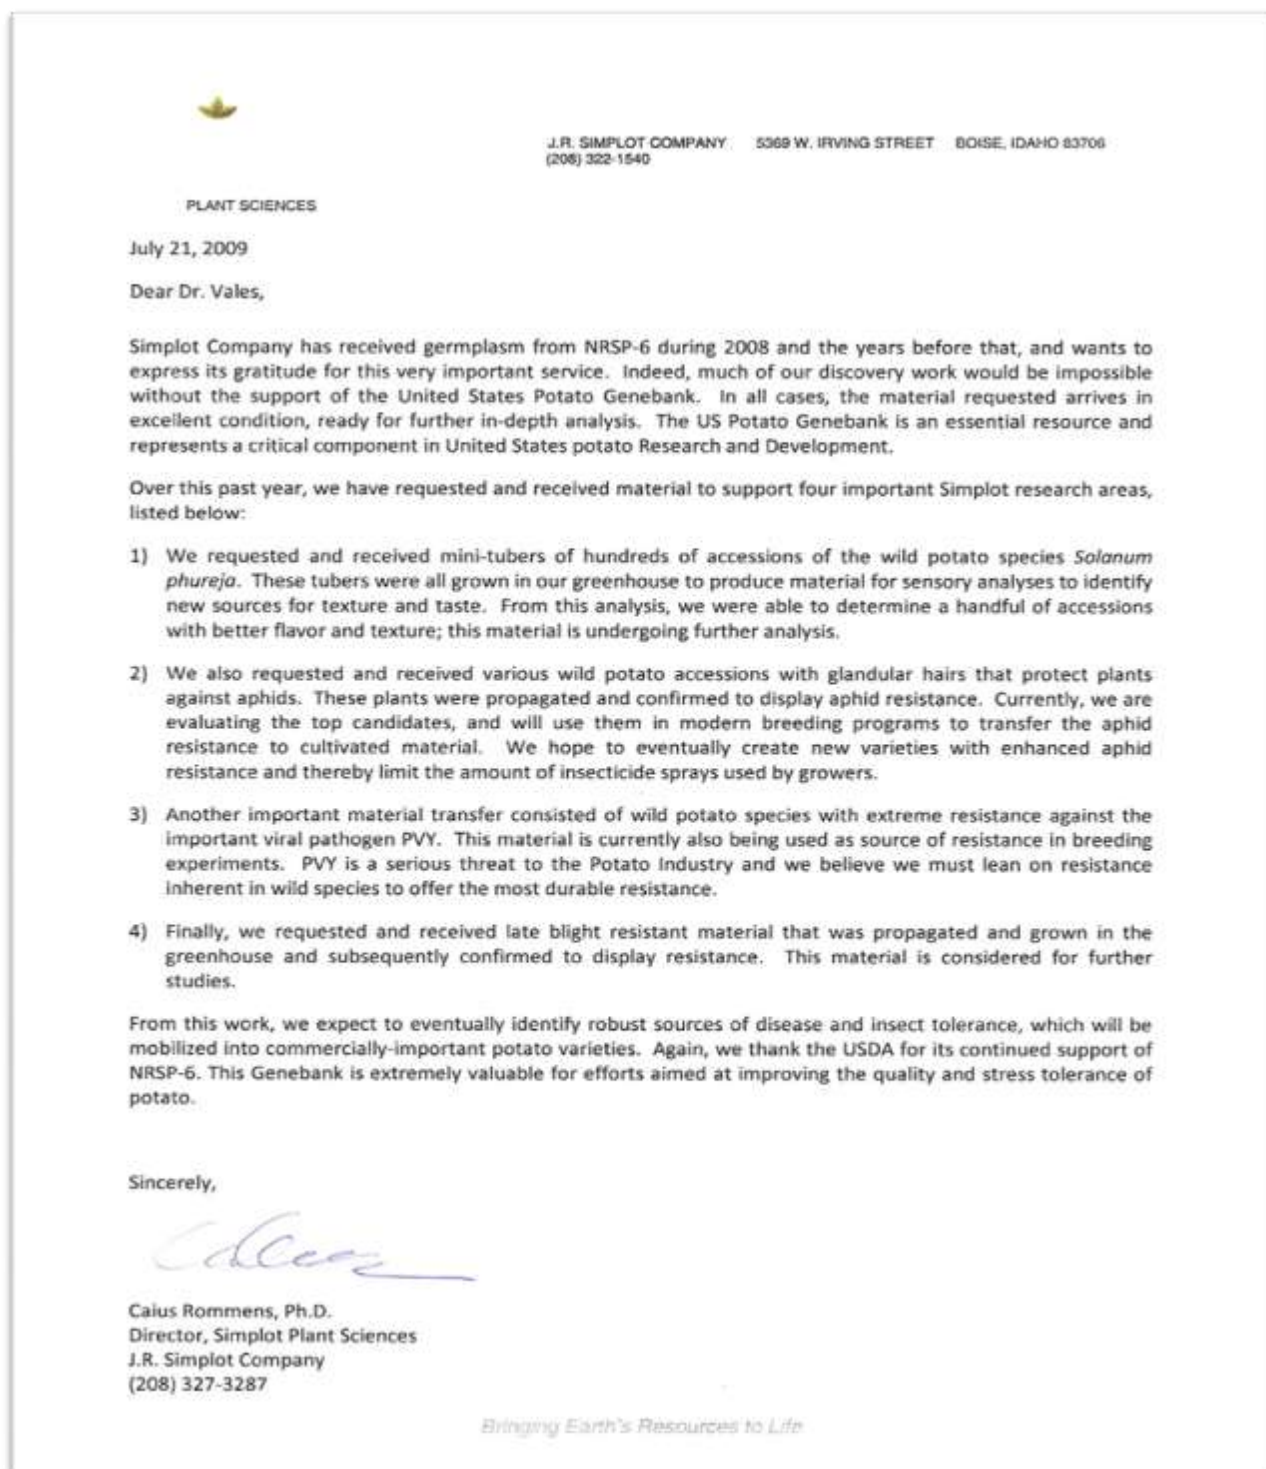 J.R. SIMPLOT COMPANY 5369 W. IRVING STREET BOISE, IDAHO 83706
(208) 322-1540
PLANT SCIENCES
July 21, 2009
Dear Dr. Vales,
Simplot Company has received germplasm from NRSP-6 during 2008 and the years before that, and wants to
express its gratitude for this very important service. Indeed, much of our discovery work would be impossible
without the support of the United States Potato Genebank. In all cases, the material requested arrives in
excellent condition, ready for further in-depth analysis. The US Potato Genebank is an essential resource and
represents a critical component in United States potato Research and Development.
Over this past year, we have requested and received material to support four important Simplot research areas,
listed below:
1) We requested and received mini-tubers of hundreds of accessions of the wild potato species Solanum
phureja. These tubers were all grown in our greenhouse to produce material for sensory analyses to identify
new sources for texture and taste. From this analysis, we were able to determine a handful of accessions
with better flavor and texture; this material is undergoing further analysis.
2) We also requested and received various wild potato accessions with glandular hairs that protect plants
against aphids. These plants were propagated and confirmed to display aphid resistance. Currently, we are
evaluating the top candidates, and will use them in modern breeding programs to transfer the aphid
resistance to cultivated material. We hope to eventually create new varieties with enhanced aphid
resistance and thereby limit the amount of insecticide sprays used by growers.
3) Another important material transfer consisted of wild potato species with extreme resistance against the
important viral pathogen PVY. This material is currently also being used as source of resistance in breeding
experiments. PVY is a serious threat to the Potato Industry and we believe we must lean on resistance
inherent in wild species to offer the most durable resistance.
4) Finally, we requested and received late blight resistant material that was propagated and grown in the
greenhouse and subsequently confirmed to display resistance. This material is considered for further
studies.
From this work, we expect to eventually identify robust sources of disease and insect tolerance, which will be
mobilized into commercially-important potato varieties. Again, we thank the USDA for its continued support of
NRSP-6. This Genebank is extremely valuable for efforts aimed at improving the quality and stress tolerance of
potato.
Sincerely,
Caius Rommens, Ph.D.
Director, Simplot Plant Sciences
J.R. Simplot Company
(208) 327-3287
Bringing Earth's Resources to Life